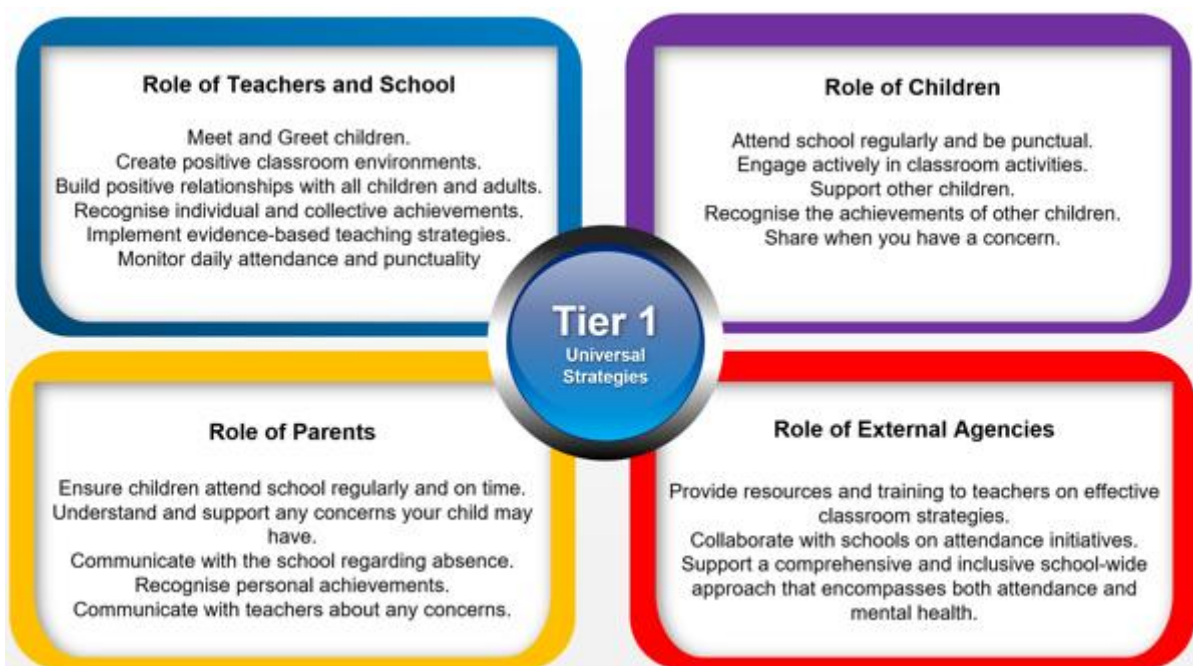 Role of Teachers and School
Meet and Greet children.
Create positive classroom environments.
Build positive relationships with all children and adults.
Recognise individual and collective achievements.
Implement evidence-based teaching strategies.
Monitor daily attendance and punctuality
Role of Children
Attend school regularly and be punctual.
Engage actively in classroom activities.
Support other children.
Recognise the achievements of other children.
Share when you have a concern.
Tier 1
Universal
Strategies
Role of Parents
Ensure children attend school regularly and on time.
Understand and support any concerns your child may
have.
Communicate with the school regarding absence.
Recognise personal achievements.
Communicate with teachers about any concerns.
Role of External Agencies
Provide resources and training to teachers on effective
classroom strategies.
Collaborate with schools on attendance initiatives.
Support a comprehensive and inclusive school-wide
approach that encompasses both attendance and
mental health.